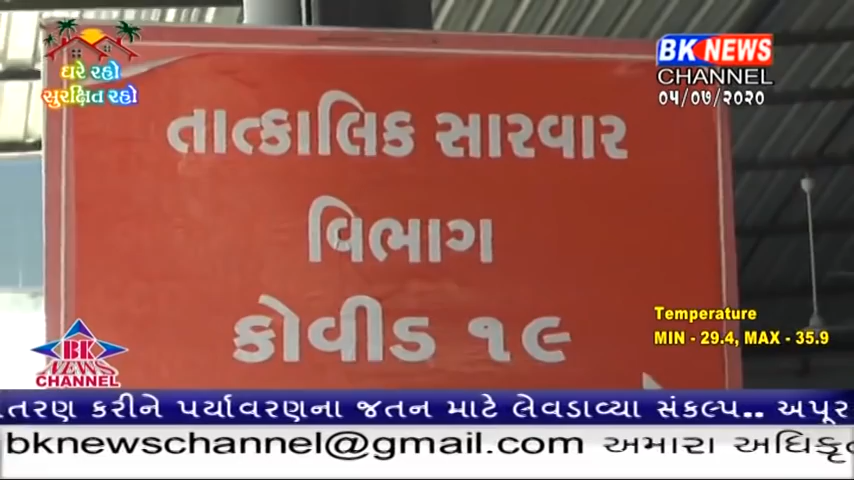 ઘરે રહો
સુરક્ષિત રહો
BK NEWS
CHANNEL
૦૫/૦૭/૨૦૨૦
તાત્કાલિક સારવાર
વિભાગ
કોવીડ ૧૯
Temperature
MIN - 29.4, MAX - 35.9
BK
NEWS
CHANNEL
તરણ કરીને પર્યાવરણના જતન માટે લેવડાવ્યા સંકલ્પ.. અપૂર
bknewschannel@gmail.com અમારા અધિકૃત